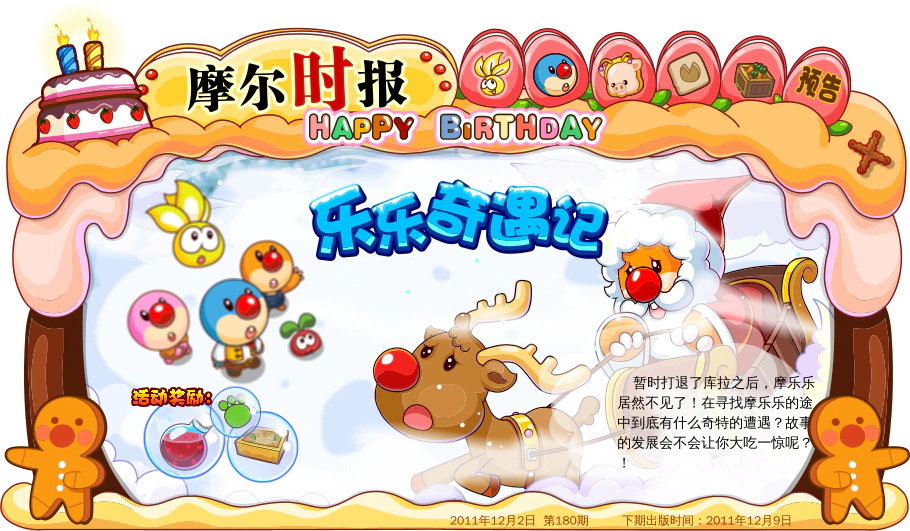 摩尔时报
预告
HAPPY BIRTHDAY
乐乐奇遇记
活动奖励：
暂时打退了库拉之后，摩乐乐
居然不见了！在寻找摩乐乐的途
中到底有什么奇特的遭遇？故事
的发展会不会让你大吃一惊呢？
！
2011年12月2日 第180期 下期出版时间：2011年12月9日